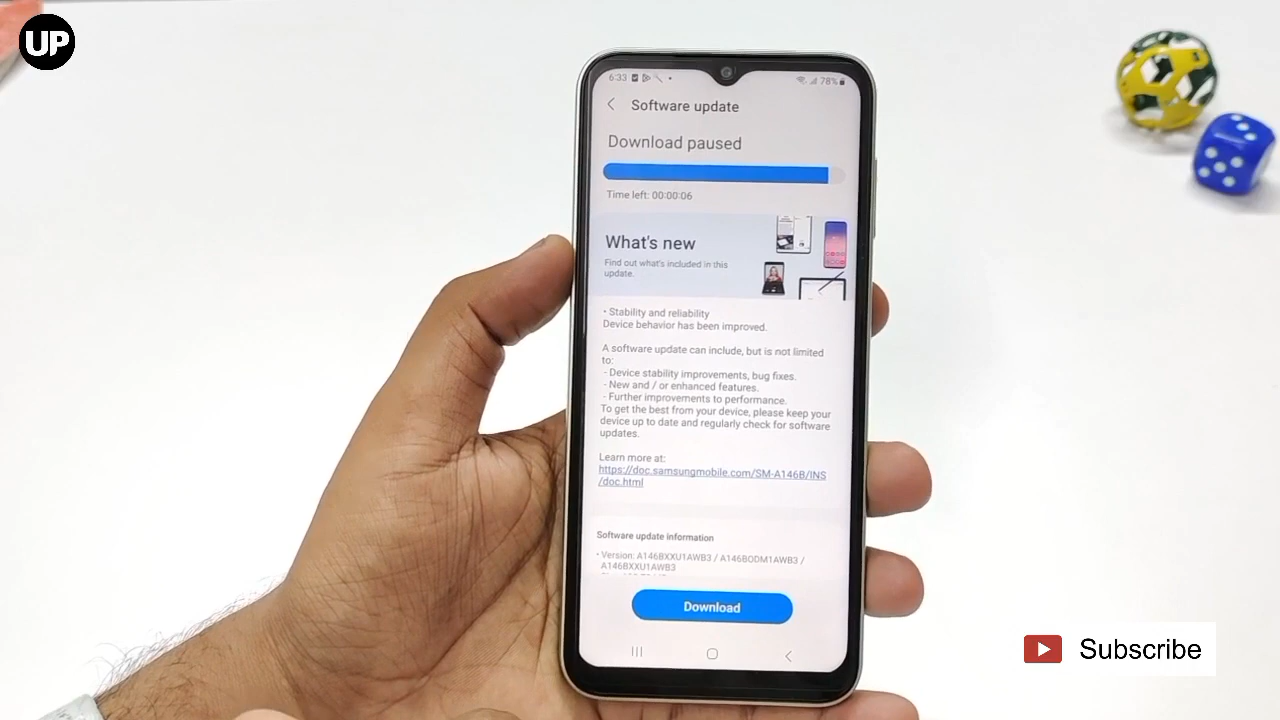 UP
6:33
78%
Software update
Download paused
Time left: 00:00:06
What's new
Find out what's included in this
update.
• Stability and reliability
Device behavior has been improved.
A software update can include, but is not limited
to:
- Device stability improvements, bug fixes.
- New and / or enhanced features.
- Further improvements to performance.
To get the best from your device, please keep your
device up to date and regularly check for software
updates.
Learn more at:
https://doc.samsungmobile.com/SM-A146B/INS
/doc.html
Software update information
• Version: A146BXXU1AWB3 / A146BODM1AWB3 /
A146BXXU1AWB3
Download
Subscribe